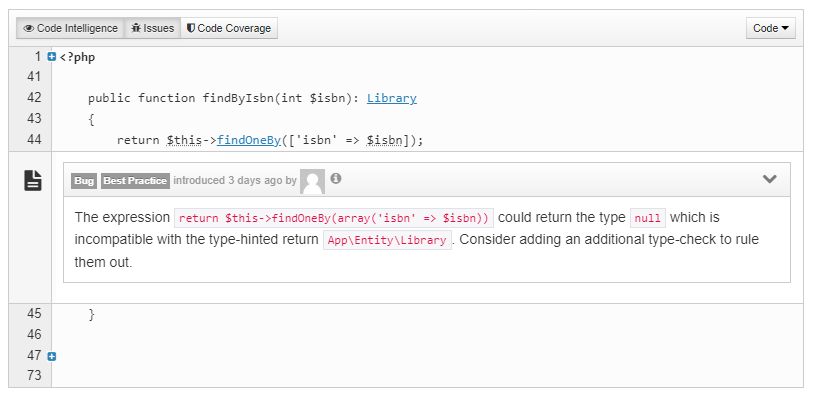 Code Intelligence Issues Code Coverage Code
1 <?php
41
42 public function findByIsbn(int $isbn): Library
43 {
44 return $this->findOneBy(['isbn' => $isbn]);
Bug Best Practice introduced 3 days ago by
The expression return $this->findOneBy(array('isbn' => $isbn)) could return the type null which is
incompatible with the type-hinted return App\Entity\Library . Consider adding an additional type-check to rule
them out.
45 }
46
47
73